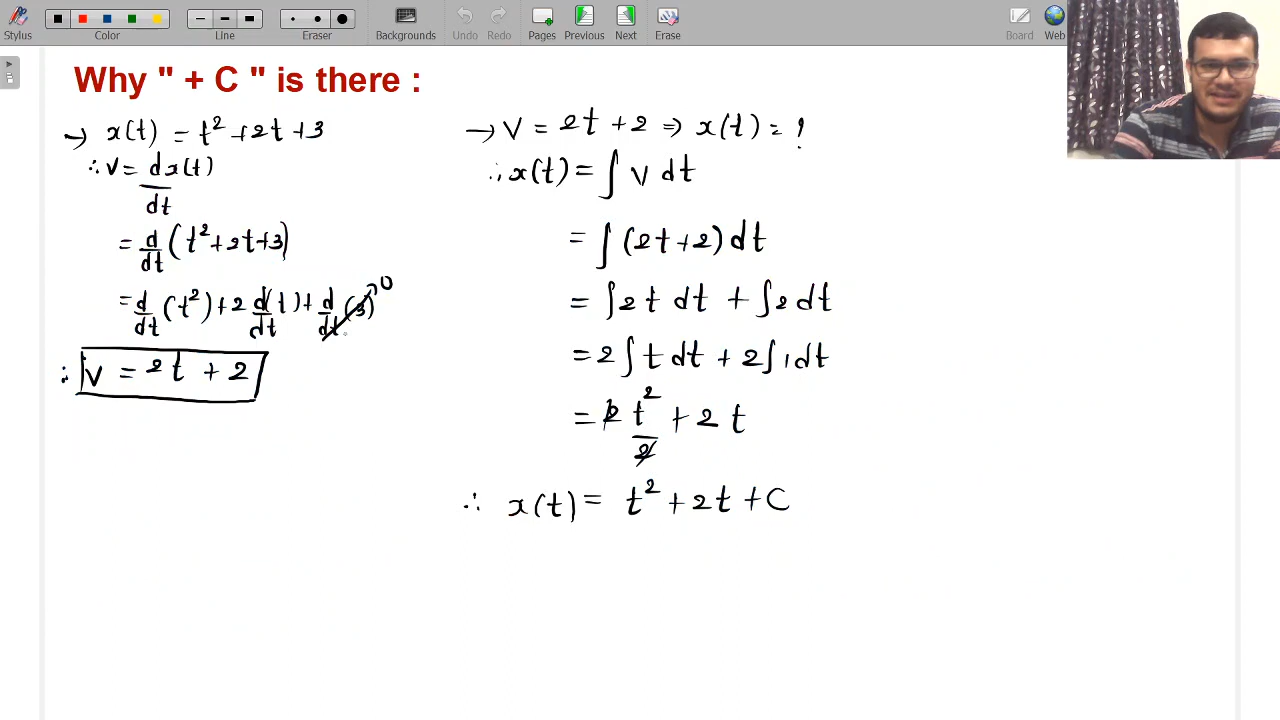 Stylus Color Line Eraser Backgrounds Undo Redo Pages Previous Next Erase Board Web
Why " + C " is there :
→ x(t) = t² + 2t + 3
∴ v = dx(t)/dt
= d/dt (t² + 2t + 3)
= d/dt (t²) + 2 d/dt (t) + d/dt (3) → 0
∴ v = 2t + 2
→ v = 2t + 2 ⇒ x(t) = ?
∴ x(t) = ∫ v dt
= ∫ (2t + 2) dt
= ∫ 2t dt + ∫ 2 dt
= 2 ∫ t dt + 2 ∫ 1 dt
= 2 t²/2 + 2t
∴ x(t) = t² + 2t + C